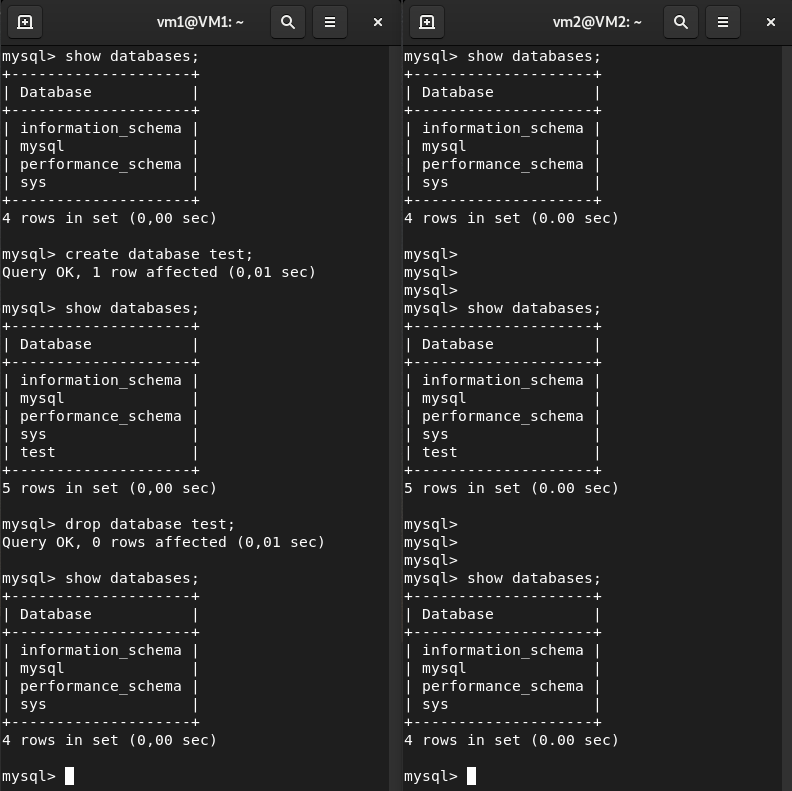 vm1@VM1: ~
mysql> show databases;
+--------------------+
| Database           |
+--------------------+
| information_schema |
| mysql              |
| performance_schema |
| sys                |
+--------------------+
4 rows in set (0,00 sec)
mysql> create database test;
Query OK, 1 row affected (0,01 sec)
mysql> show databases;
+--------------------+
| Database           |
+--------------------+
| information_schema |
| mysql              |
| performance_schema |
| sys                |
| test               |
+--------------------+
5 rows in set (0,00 sec)
mysql> drop database test;
Query OK, 0 rows affected (0,01 sec)
mysql> show databases;
+--------------------+
| Database           |
+--------------------+
| information_schema |
| mysql              |
| performance_schema |
| sys                |
+--------------------+
4 rows in set (0,00 sec)
mysql>
vm2@VM2: ~
mysql> show databases;
+--------------------+
| Database           |
+--------------------+
| information_schema |
| mysql              |
| performance_schema |
| sys                |
+--------------------+
4 rows in set (0.00 sec)
mysql>
mysql>
mysql>
mysql> show databases;
+--------------------+
| Database           |
+--------------------+
| information_schema |
| mysql              |
| performance_schema |
| sys                |
| test               |
+--------------------+
5 rows in set (0.00 sec)
mysql>
mysql>
mysql>
mysql> show databases;
+--------------------+
| Database           |
+--------------------+
| information_schema |
| mysql              |
| performance_schema |
| sys                |
+--------------------+
4 rows in set (0.00 sec)
mysql>